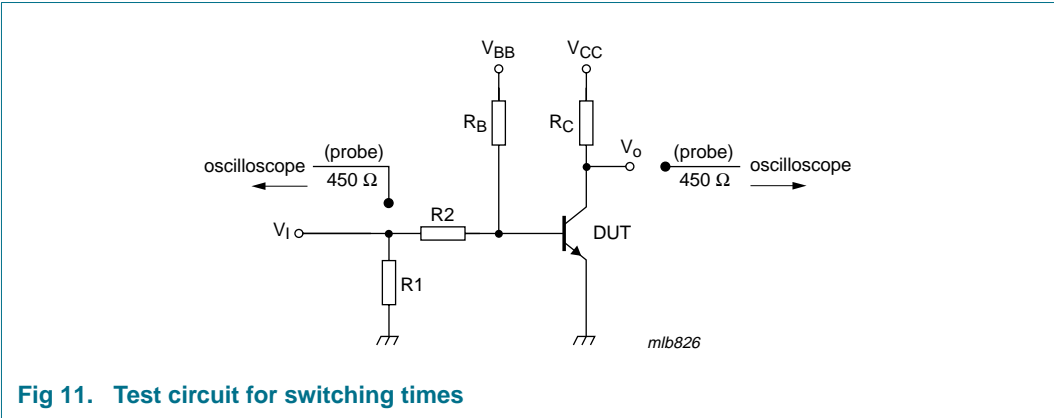 VBB
VCC
RB
RC
Vo
(probe)
450 Ω
oscilloscope
(probe)
450 Ω
oscilloscope
R2
VI
DUT
R1
mlb826
Fig 11. Test circuit for switching times